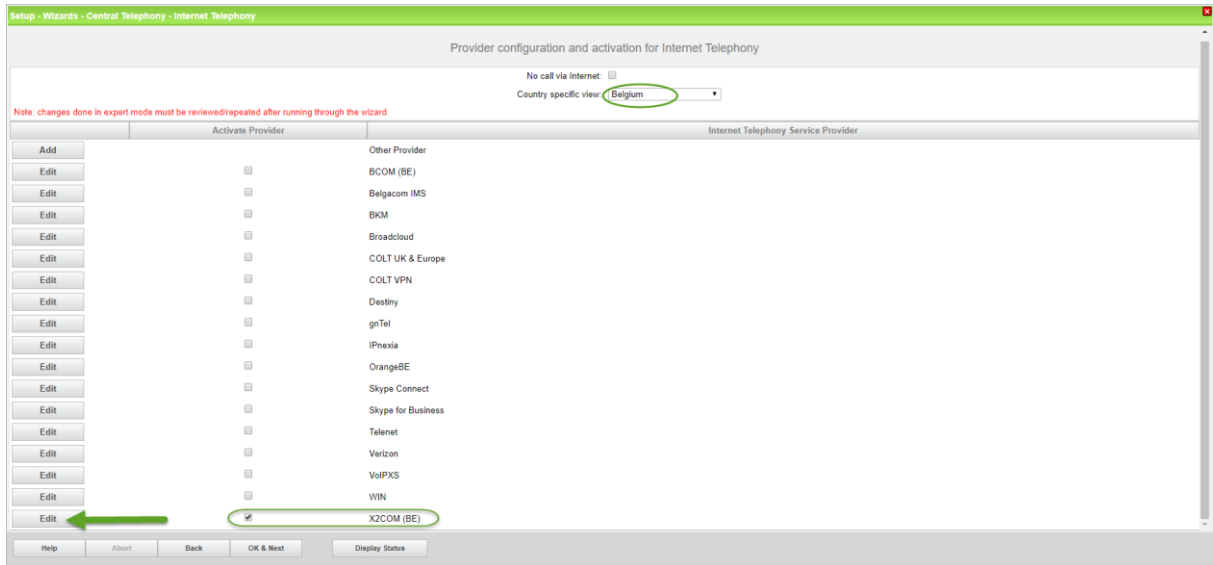 Setup - Wizards - Central Telephony - Internet Telephony
Provider configuration and activation for Internet Telephony
No call via Internet:
Country specific view: Belgium
Note: changes done in expert mode must be reviewed/repeated after running through the wizard.
Activate Provider Internet Telephony Service Provider
Add Other Provider
Edit BCOM (BE)
Edit Belgacom IMS
Edit BKM
Edit Broadcloud
Edit COLT UK & Europe
Edit COLT VPN
Edit Destiny
Edit gnTel
Edit IPnexia
Edit OrangeBE
Edit Skype Connect
Edit Skype for Business
Edit Telenet
Edit Verizon
Edit VoIPXS
Edit WIN
Edit X2COM (BE)
Help Abort Back OK & Next Display Status